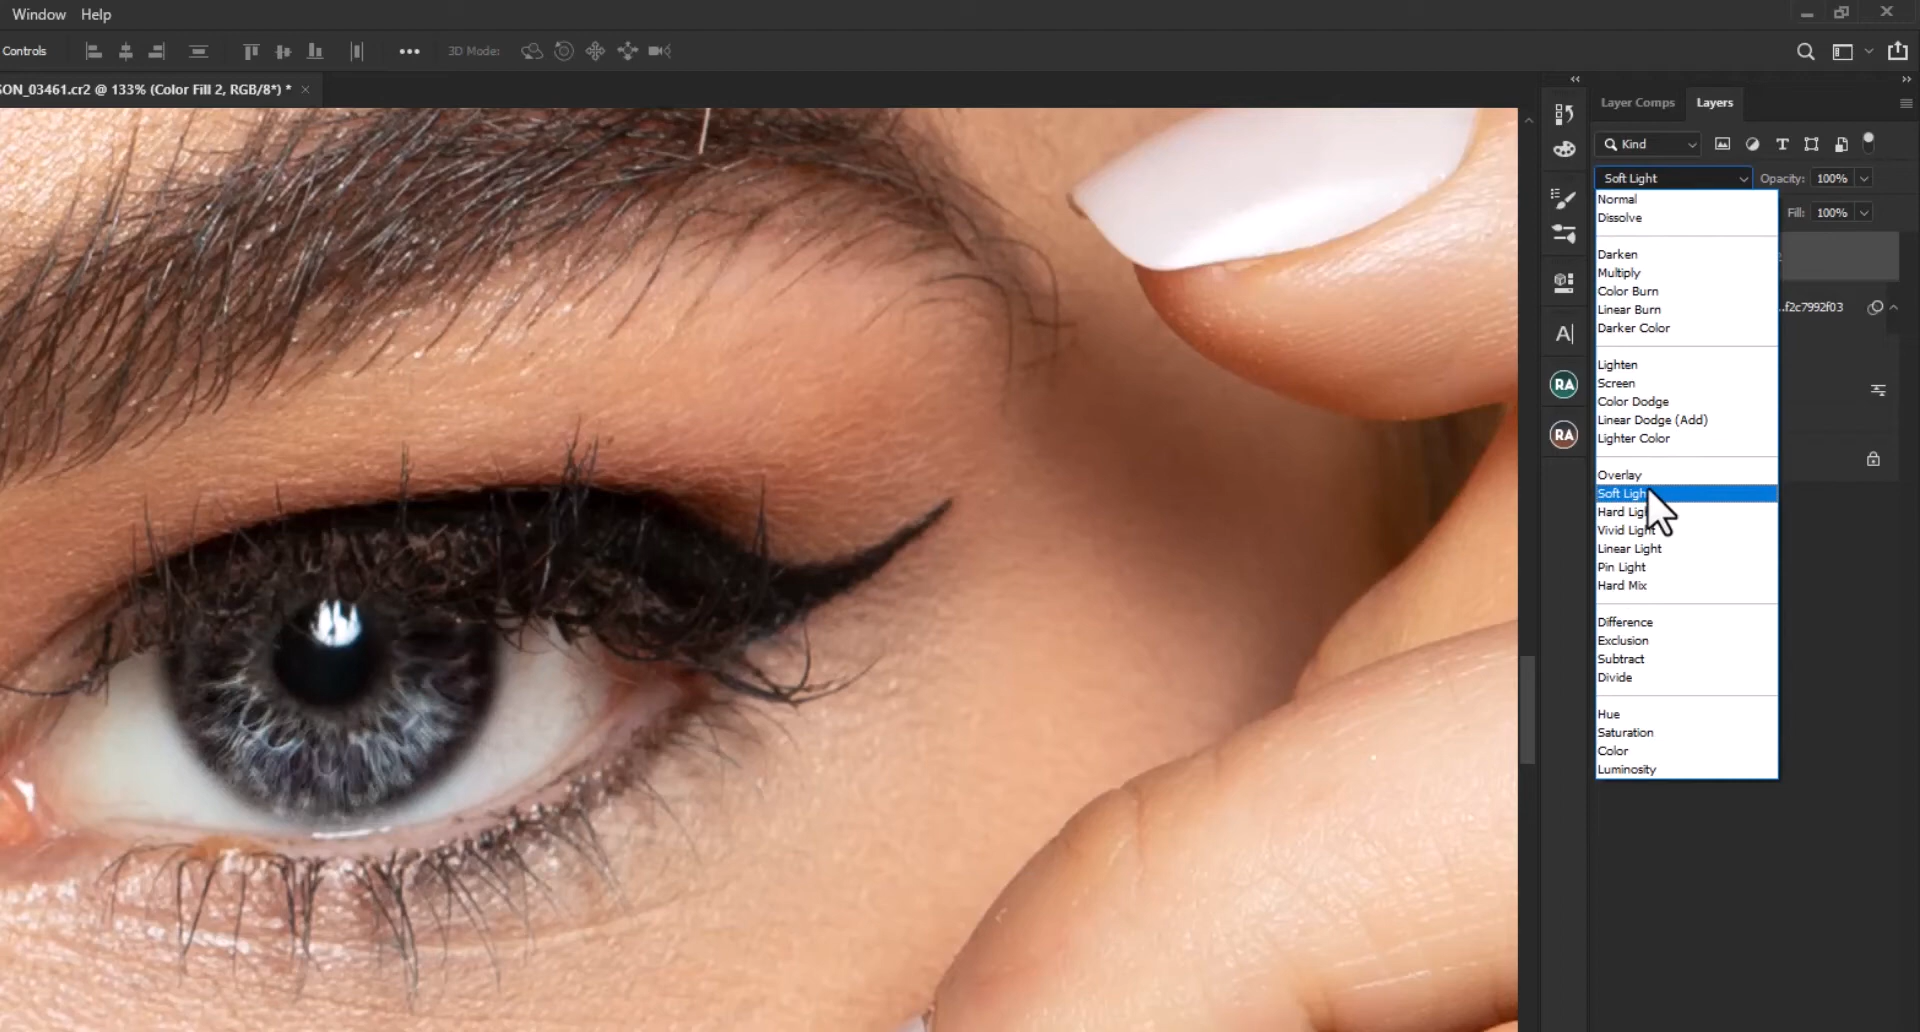 Window Help
Controls
3D Mode:
SON_03461.cr2 @ 133% (Color Fill 2, RGB/8*) *
Layer Comps Layers
Kind
Soft Light Opacity: 100%
Fill: 100%
Normal
Dissolve
Darken
Multiply
Color Burn
Linear Burn
Darker Color
..f2c7992f03
Lighten
Screen
Color Dodge
Linear Dodge (Add)
Lighter Color
Overlay
Soft Light
Hard Light
Vivid Light
Linear Light
Pin Light
Hard Mix
Difference
Exclusion
Subtract
Divide
Hue
Saturation
Color
Luminosity
A|
RA
RA